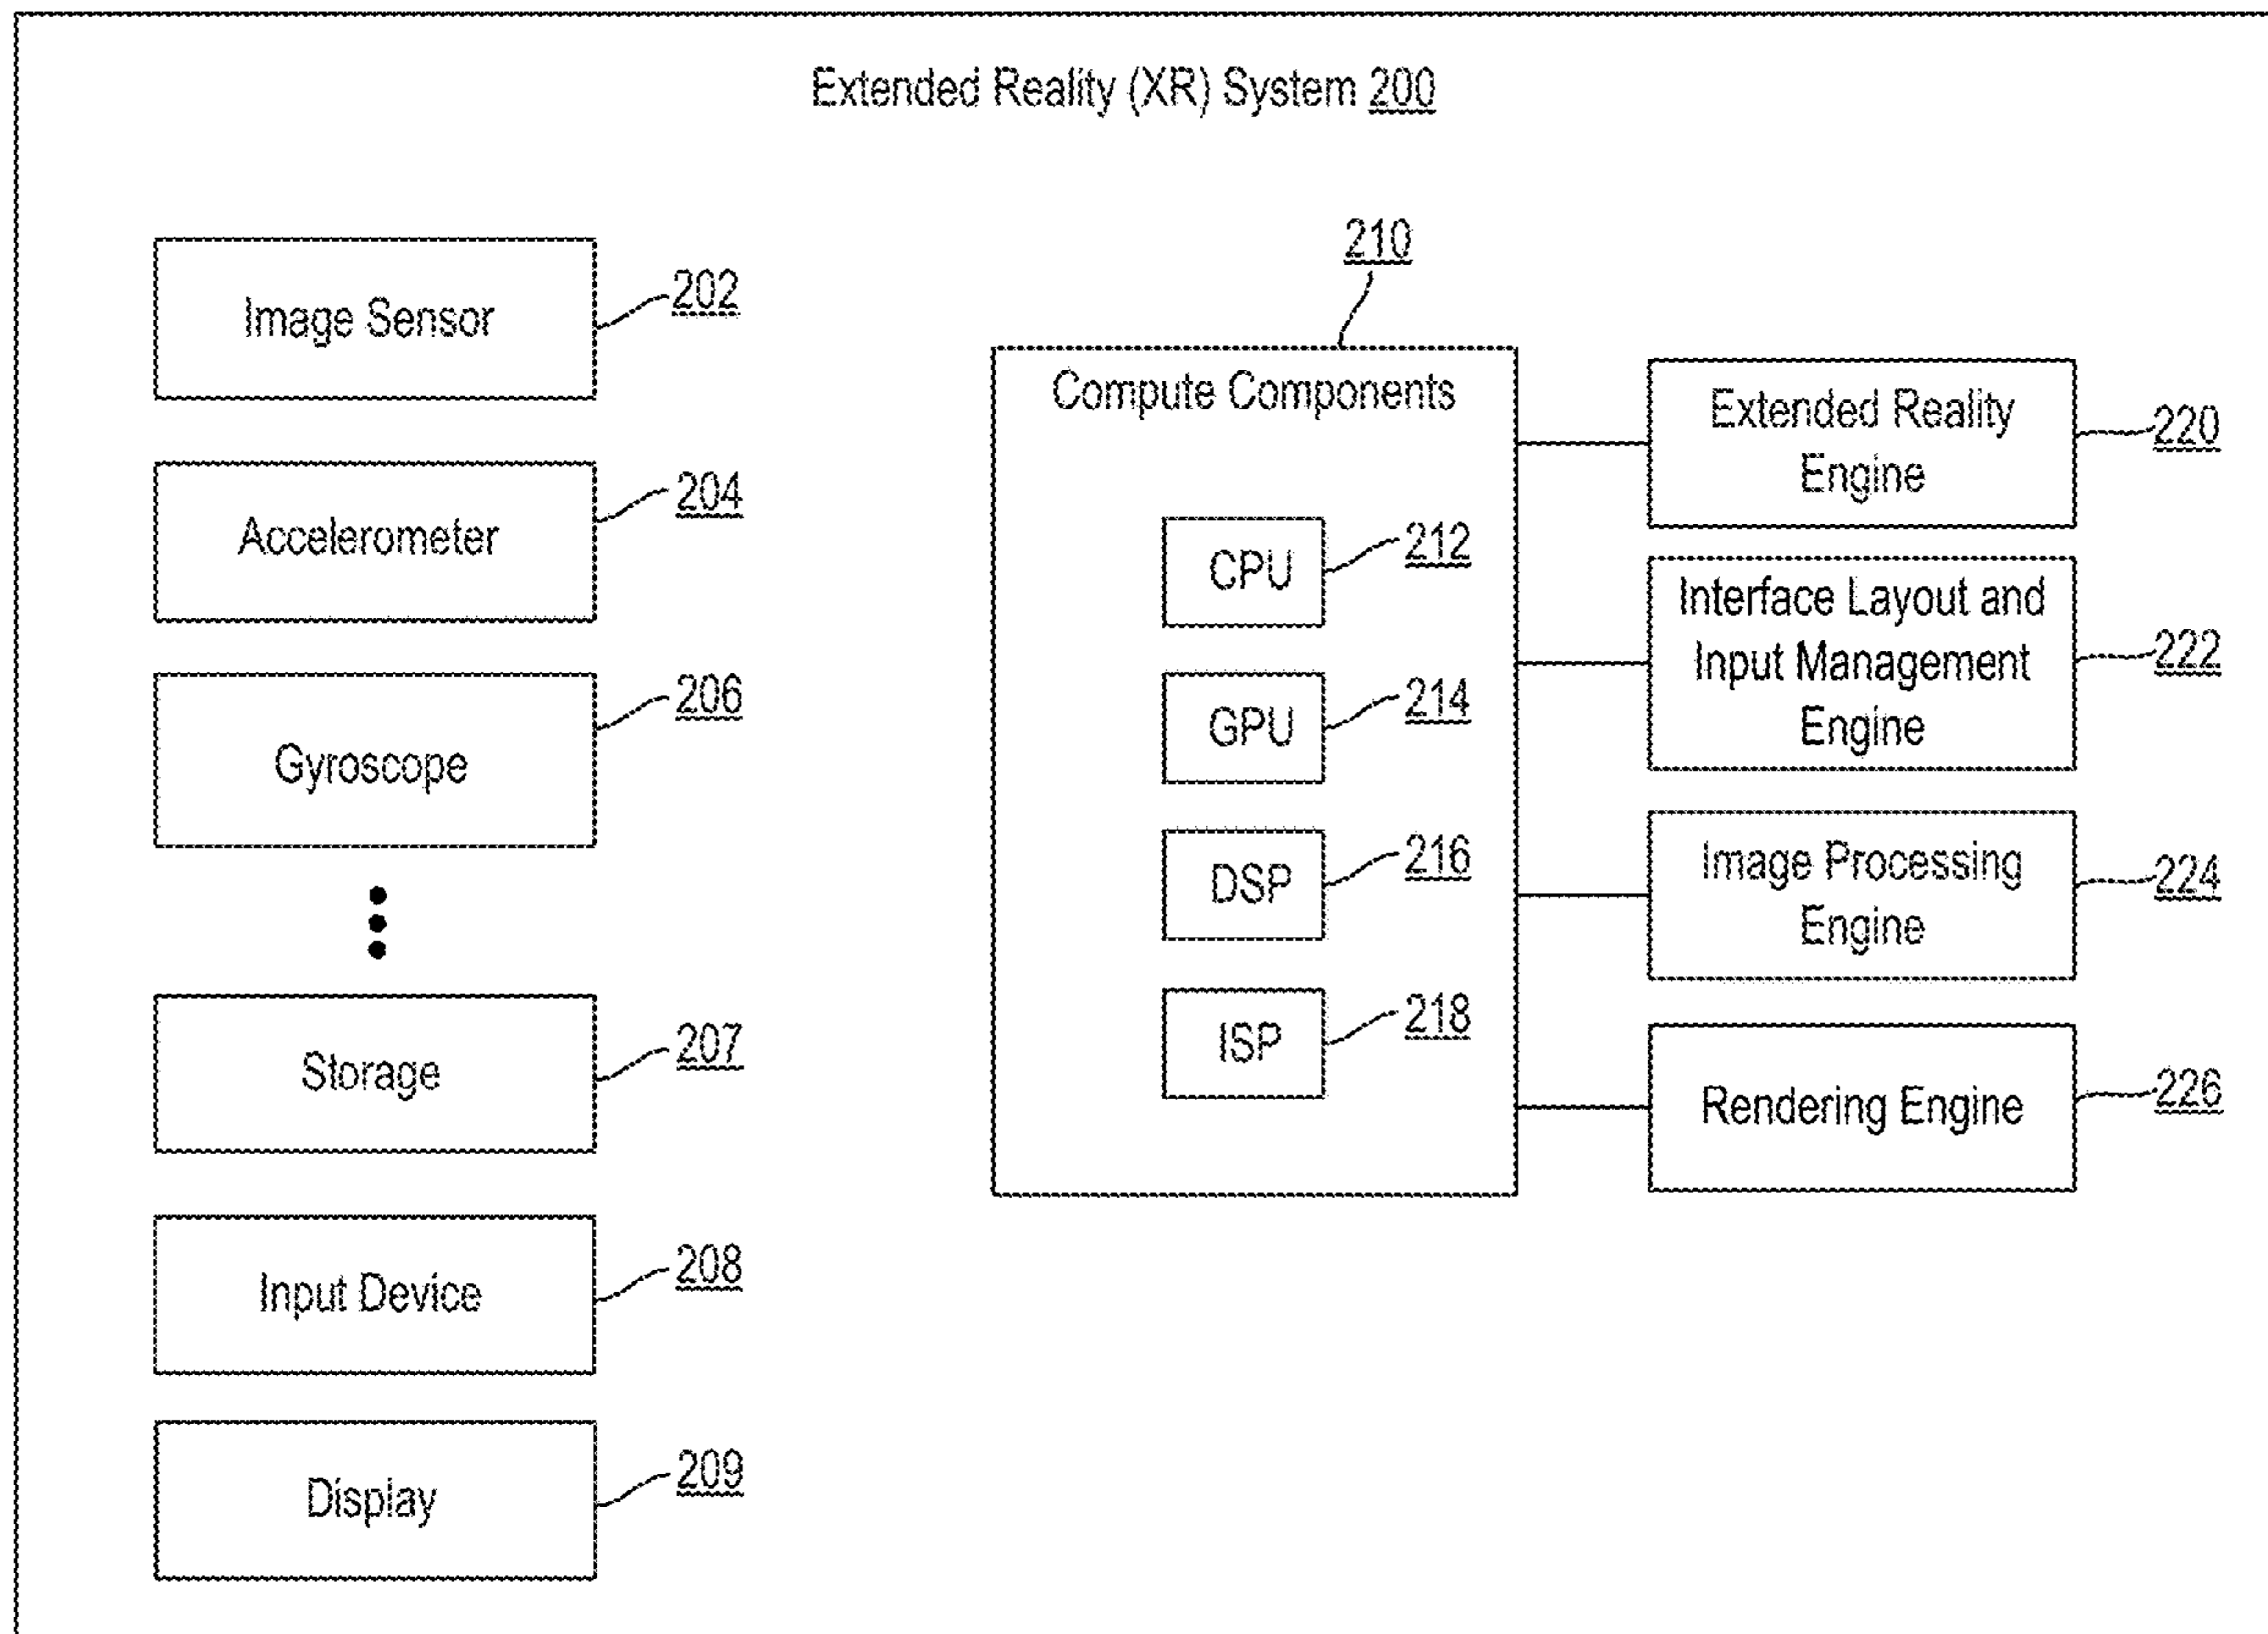 Extended Reality (XR) System 200
Image Sensor
202
Accelerometer
204
Gyroscope
206
Storage
207
Input Device
208
Display
209
210
Compute Components
CPU
212
GPU
214
DSP
216
ISP
218
Extended Reality
Engine
220
Interface Layout and
Input Management
Engine
222
Image Processing
Engine
224
Rendering Engine
226